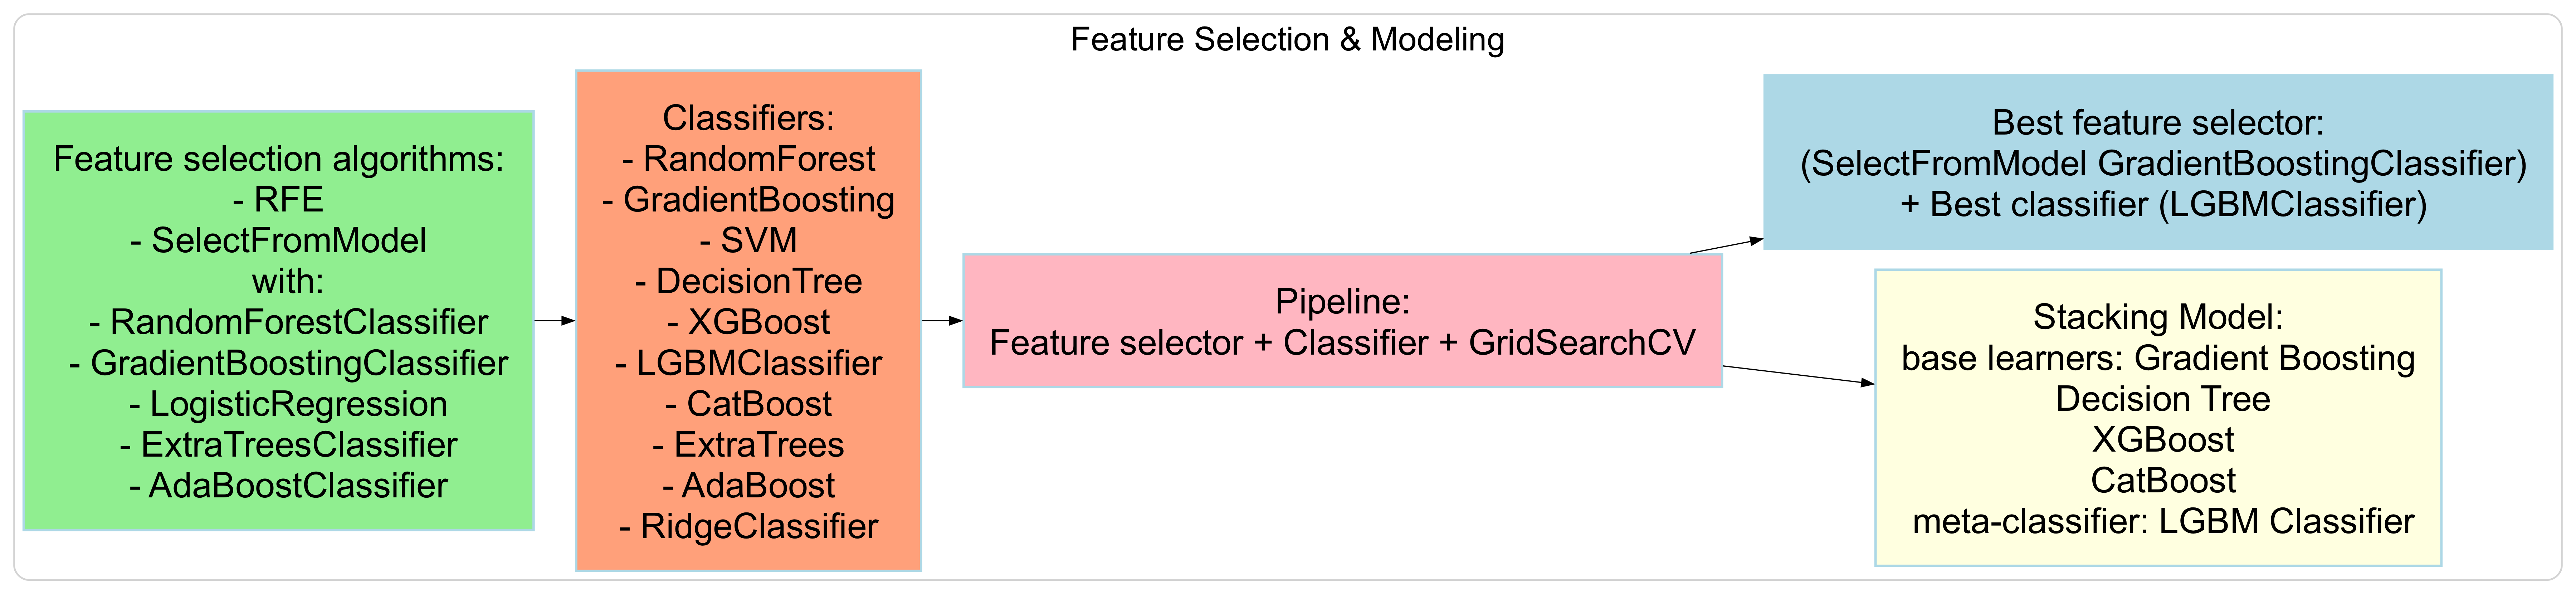 Feature Selection & Modeling
Feature selection algorithms:
- RFE
- SelectFromModel
with:
- RandomForestClassifier
- GradientBoostingClassifier
- LogisticRegression
- ExtraTreesClassifier
- AdaBoostClassifier
Classifiers:
- RandomForest
- GradientBoosting
- SVM
- DecisionTree
- XGBoost
- LGBMClassifier
- CatBoost
- ExtraTrees
- AdaBoost
- RidgeClassifier
Pipeline:
Feature selector + Classifier + GridSearchCV
Best feature selector:
(SelectFromModel GradientBoostingClassifier)
+ Best classifier (LGBMClassifier)
Stacking Model:
base learners: Gradient Boosting
Decision Tree
XGBoost
CatBoost
meta-classifier: LGBM Classifier